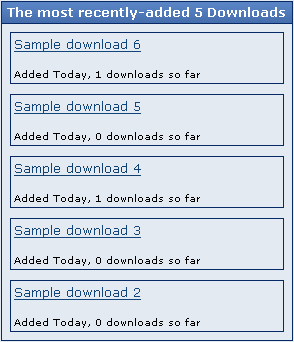 The most recently-added 5 Downloads
Sample download 6
Added Today, 1 downloads so far
Sample download 5
Added Today, 0 downloads so far
Sample download 4
Added Today, 1 downloads so far
Sample download 3
Added Today, 0 downloads so far
Sample download 2
Added Today, 0 downloads so far